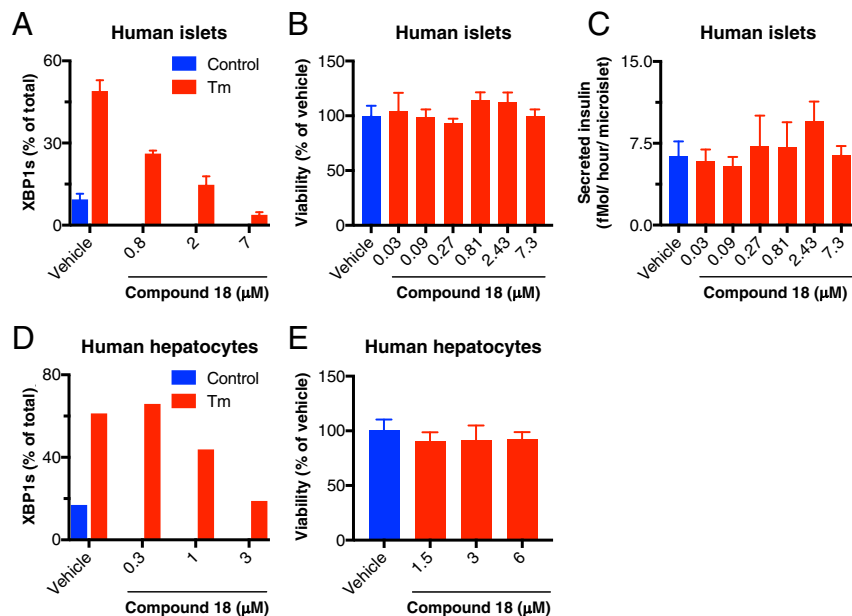 A
Human islets
XBP1s (% of total)
60
30
0
Control
Tm
Vehicle
0.8
2
7
Compound 18 (μM)
B
Human islets
Viability (% of vehicle)
150
100
50
0
Vehicle
0.03
0.09
0.27
0.81
2.43
7.3
Compound 18 (μM)
C
Human islets
Secreted insulin
(fMol/ hour/ microislet)
15.0
7.5
0.0
Vehicle
0.03
0.09
0.27
0.81
2.43
7.3
Compound 18 (μM)
D
Human hepatocytes
XBP1s (% of total)
80
40
0
Control
Tm
Vehicle
0.3
1
3
Compound 18 (μM)
E
Human hepatocytes
Viability (% of vehicle)
150
100
50
0
Vehicle
1.5
3
6
Compound 18 (μM)